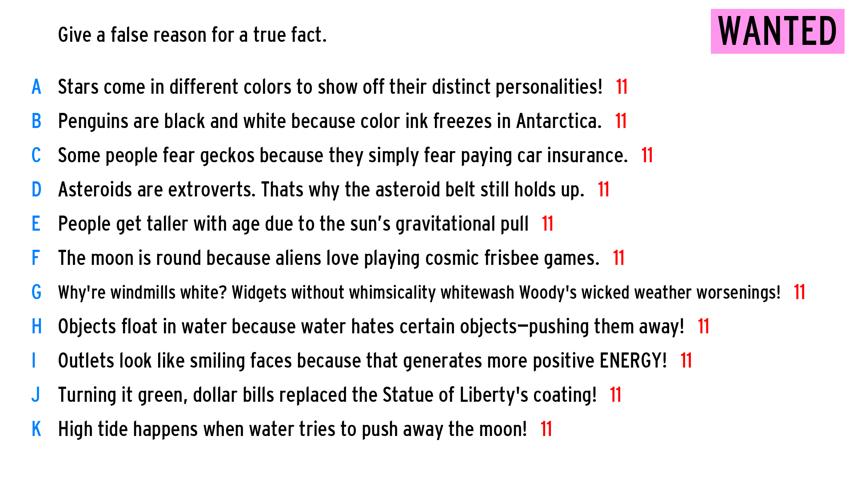 Give a false reason for a true fact.
WANTED
A Stars come in different colors to show off their distinct personalities! 11
B Penguins are black and white because color ink freezes in Antarctica. 11
C Some people fear geckos because they simply fear paying car insurance. 11
D Asteroids are extroverts. Thats why the asteroid belt still holds up. 11
E People get taller with age due to the sun's gravitational pull 11
F The moon is round because aliens love playing cosmic frisbee games. 11
G Why're windmills white? Widgets without whimsicality whitewash Woody's wicked weather worsenings! 11
H Objects float in water because water hates certain objects—pushing them away! 11
I Outlets look like smiling faces because that generates more positive ENERGY! 11
J Turning it green, dollar bills replaced the Statue of Liberty's coating! 11
K High tide happens when water tries to push away the moon! 11